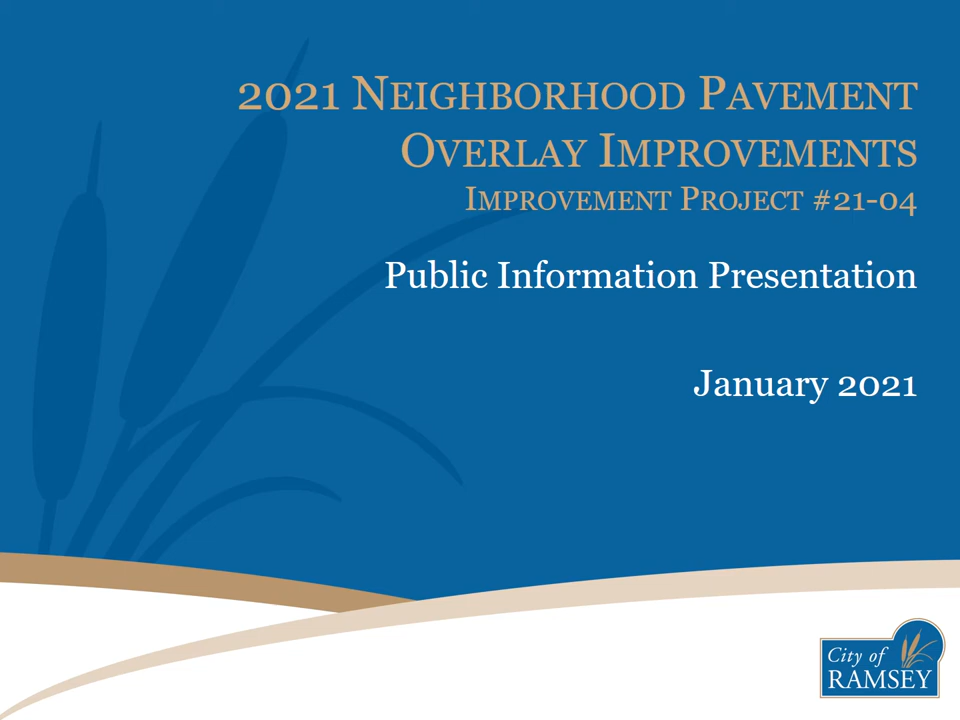 2021 NEIGHBORHOOD PAVEMENT
OVERLAY IMPROVEMENTS
IMPROVEMENT PROJECT #21-04
Public Information Presentation
January 2021
City of
RAMSEY